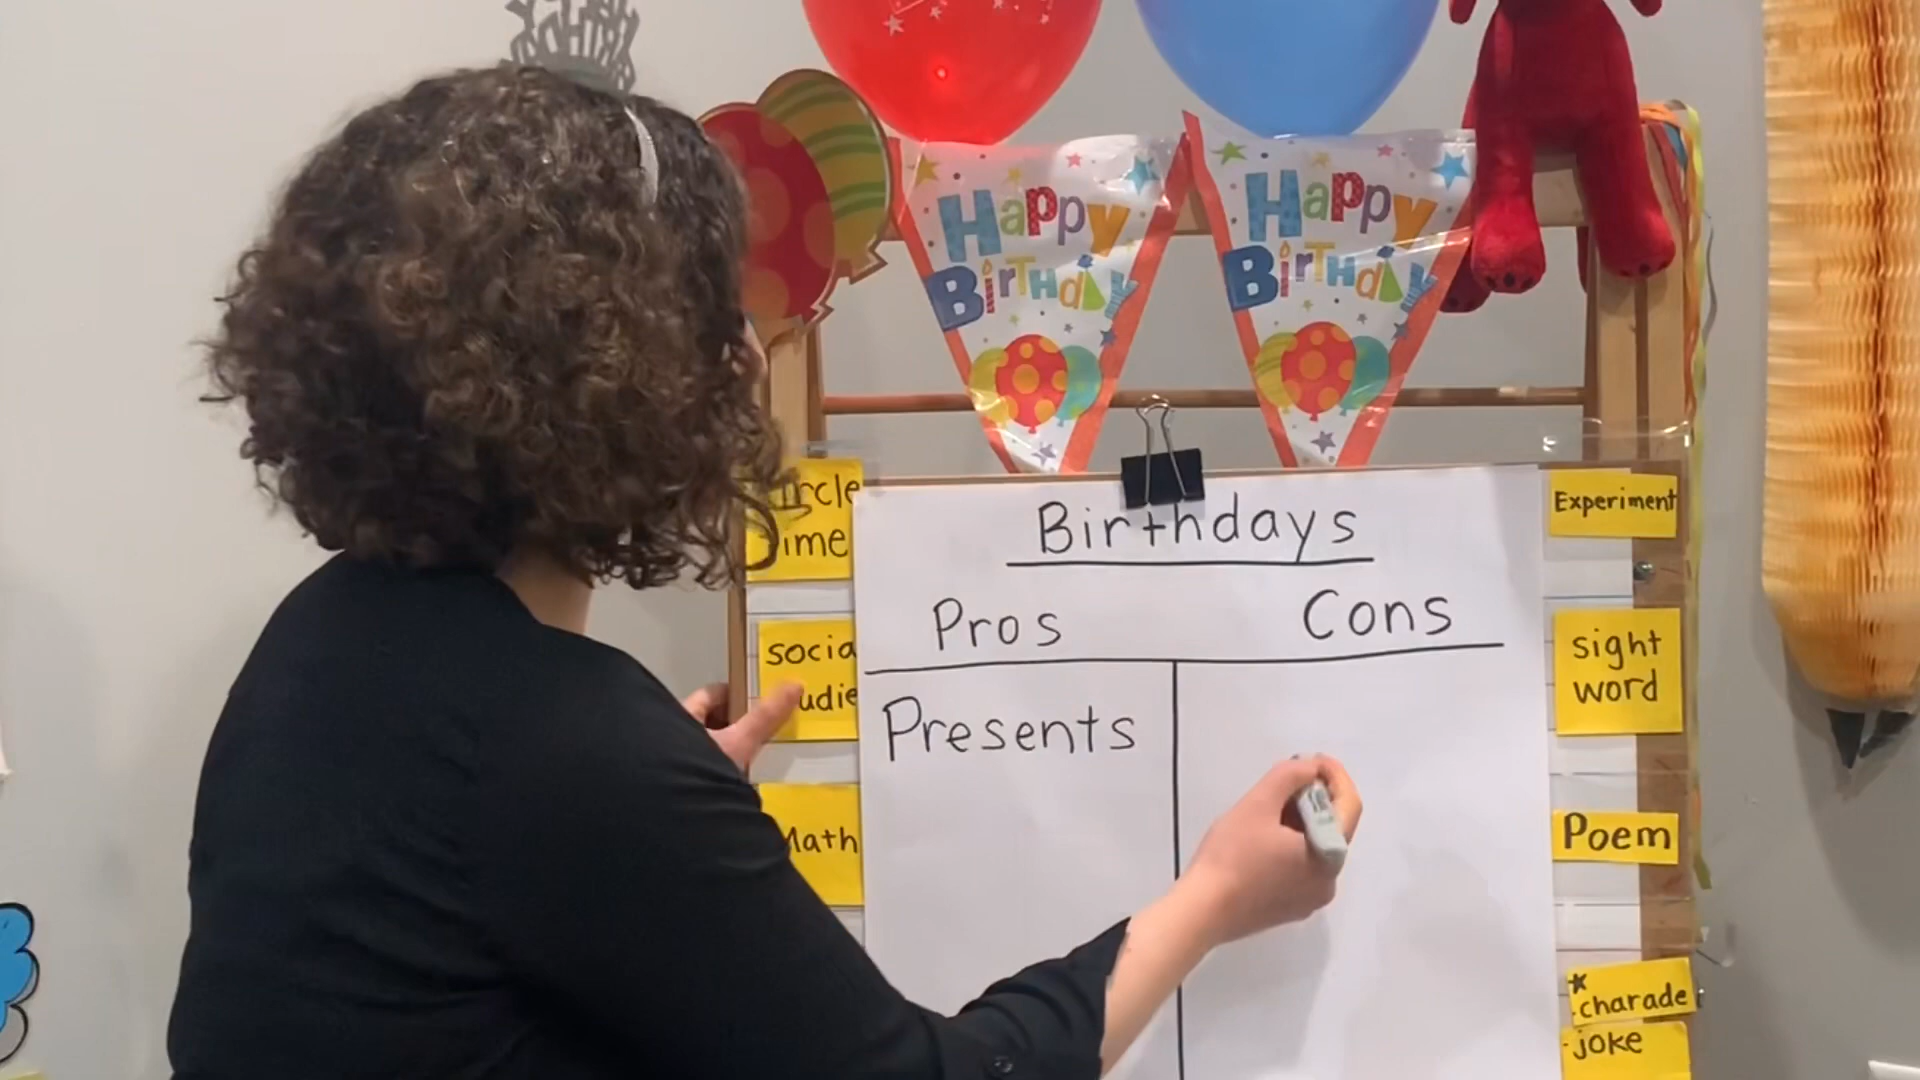 Happy
Birthday
Happy
Birthday
Birthdays
Pros
Cons
Presents
Math
Experiment
sight
word
Poem
charade
joke